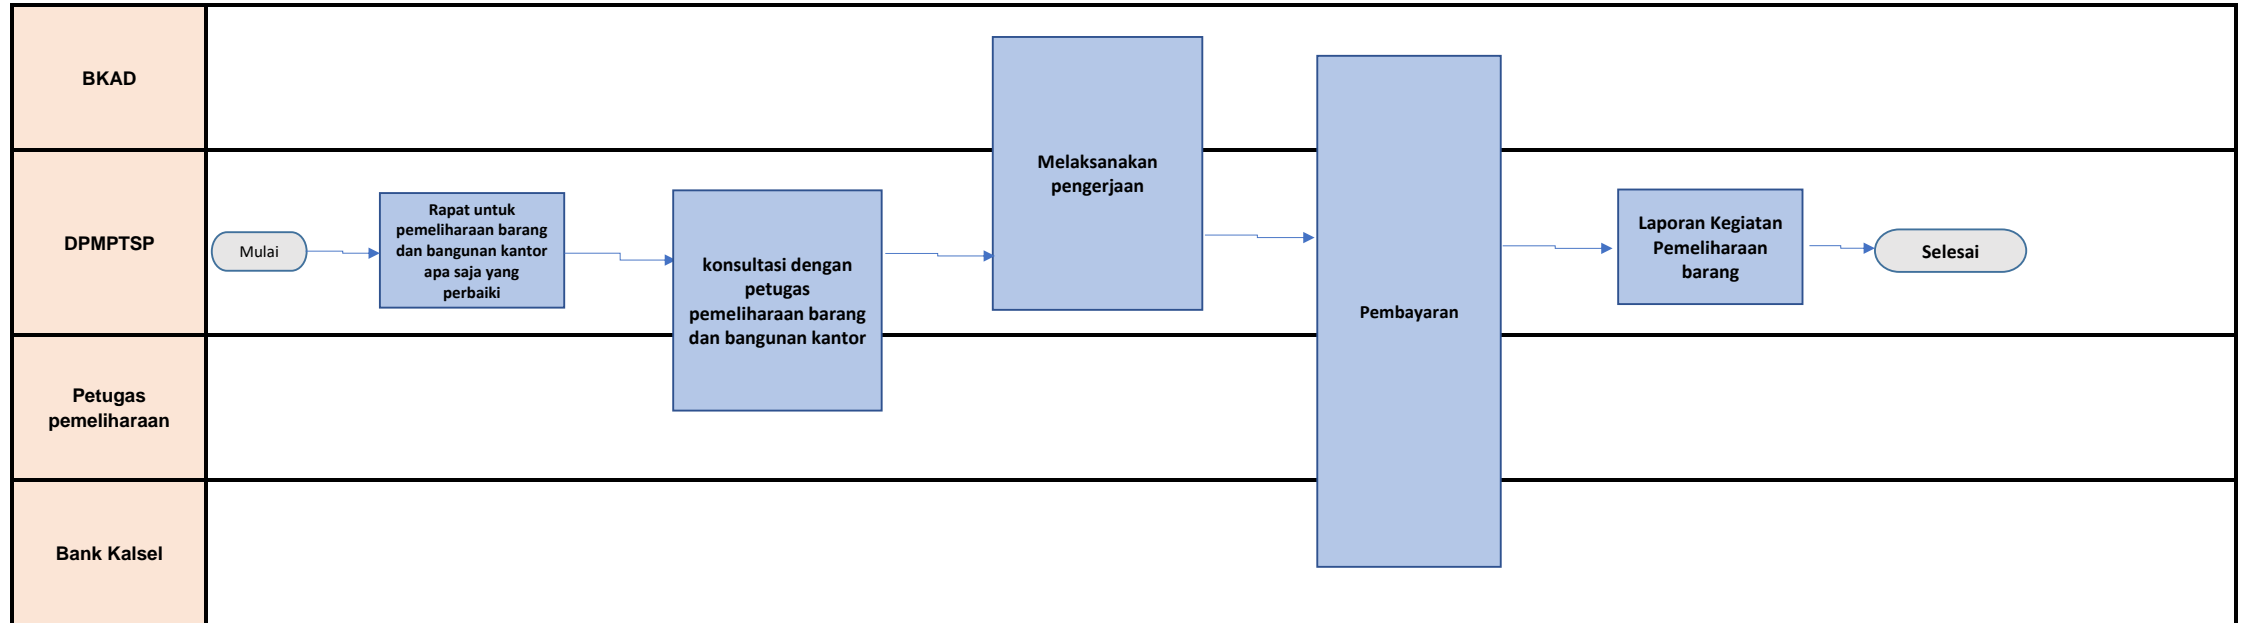 BKAD
DPMPTSP
Petugas
pemeliharaan
Bank Kalsel
Mulai
Rapat untuk
pemeliharaan barang
dan bangunan kantor
apa saja yang
perbaiki
konsultasi dengan
petugas
pemeliharaan barang
dan bangunan kantor
Melaksanakan
pengerjaan
Pembayaran
Laporan Kegiatan
Pemeliharaan
barang
Selesai